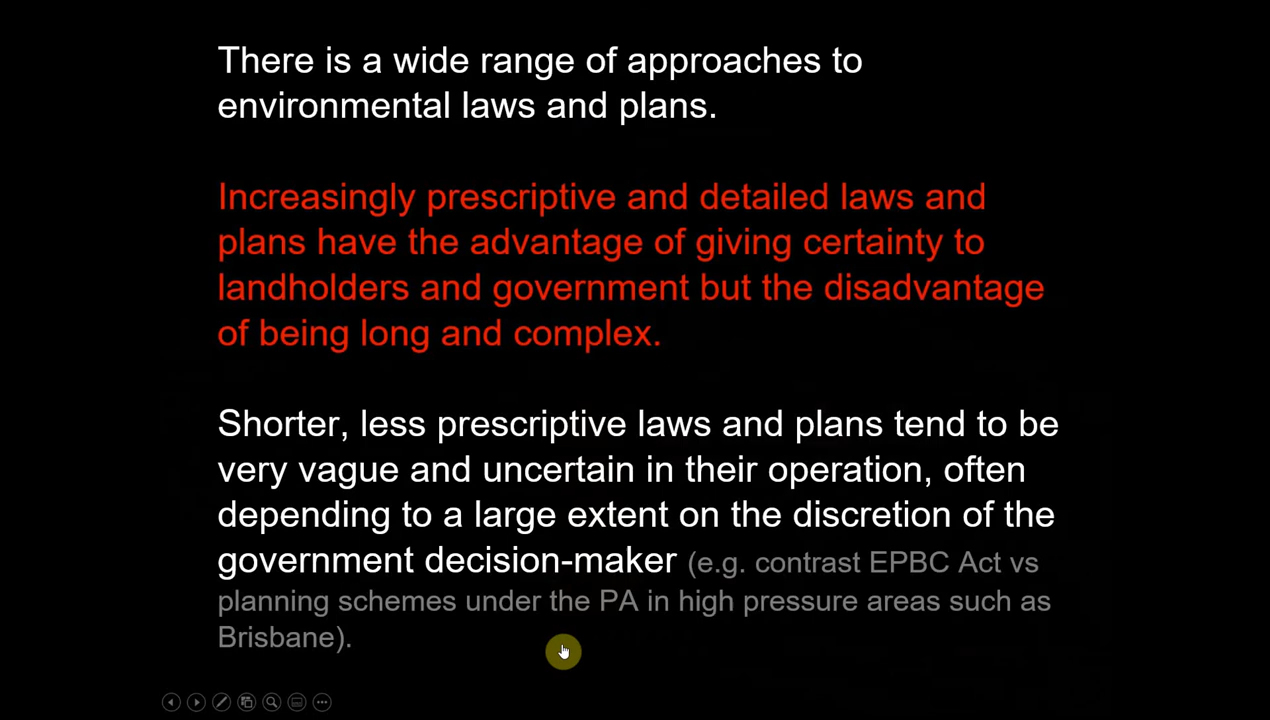 There is a wide range of approaches to
environmental laws and plans.
Increasingly prescriptive and detailed laws and
plans have the advantage of giving certainty to
landholders and government but the disadvantage
of being long and complex.
Shorter, less prescriptive laws and plans tend to be
very vague and uncertain in their operation, often
depending to a large extent on the discretion of the
government decision-maker (e.g. contrast EPBC Act vs
planning schemes under the PA in high pressure areas such as
Brisbane).